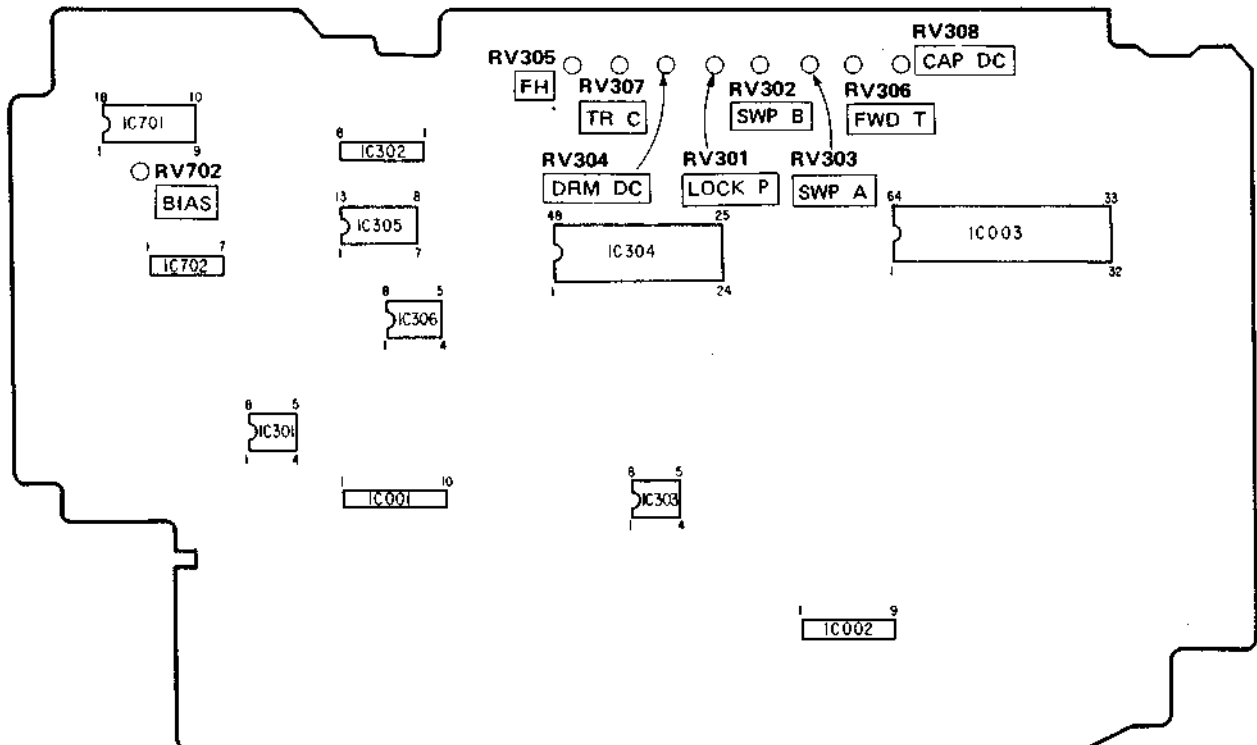 RV308
CAP DC
RV305
FH
RV307
TR C
RV302
SWP B
RV306
FWD T
RV304
DRM DC
RV301
LOCK P
RV303
SWP A
18 10
IC701
1 9
RV702
BIAS
1 7
IC702
8 1
IC302
13 8
IC305
1 7
48 25
IC304
1 24
64 33
IC003
1 32
8 5
IC306
1 4
8 5
IC301
1 4
1 10
IC001
8 5
IC303
1 4
1 9
IC002